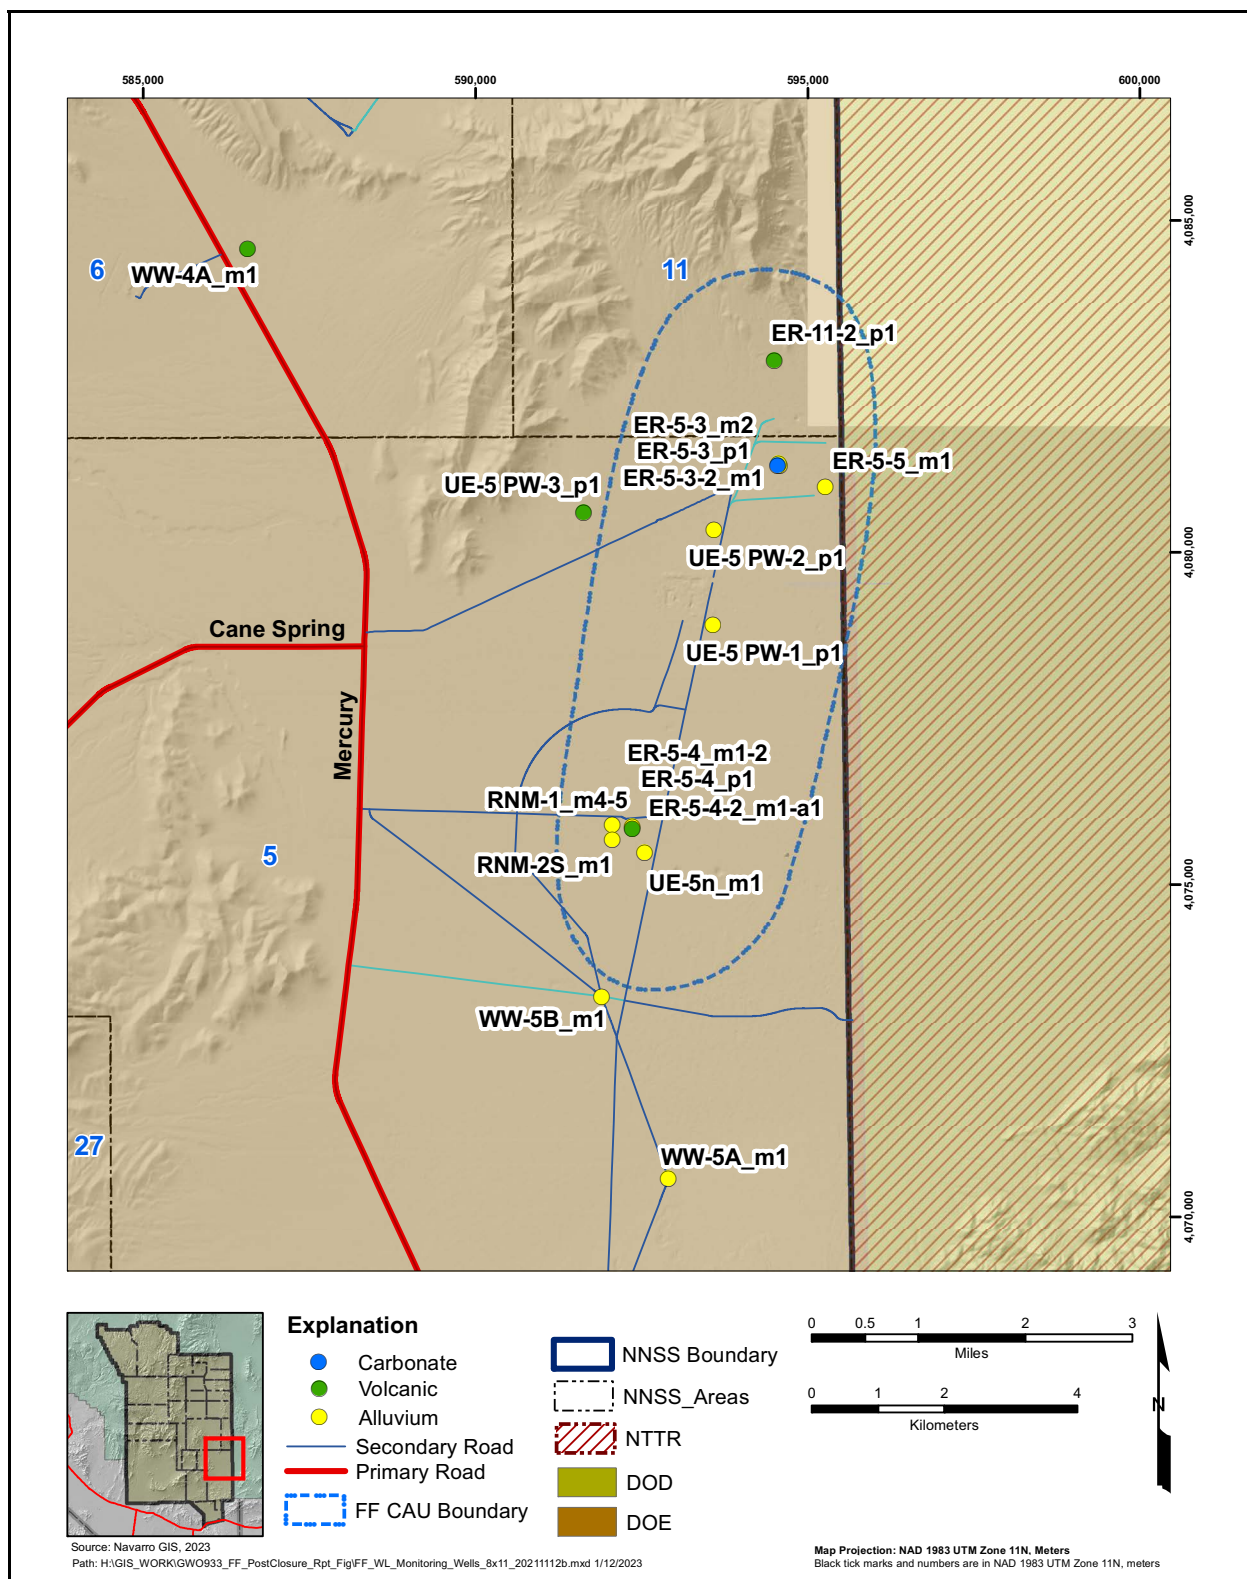 585,000
590,000
595,000
600,000
4,085,000
4,080,000
4,075,000
4,070,000
6
WW-4A_m1
11
ER-11-2_p1
ER-5-3_m2
ER-5-3_p1
ER-5-3-2_m1
ER-5-5_m1
UE-5 PW-3_p1
UE-5 PW-2_p1
Cane Spring
UE-5 PW-1_p1
Mercury
ER-5-4_m1-2
ER-5-4_p1
RNM-1_m4-5
ER-5-4-2_m1-a1
5
RNM-2S_m1
UE-5n_m1
WW-5B_m1
27
WW-5A_m1
Explanation
Carbonate
Volcanic
Alluvium
Secondary Road
Primary Road
FF CAU Boundary
NNSS Boundary
NNSS_Areas
NTTR
DOD
DOE
0 0.5 1 2 3
Miles
0 1 2 4
Kilometers
N
Source: Navarro GIS, 2023
Path: H:\GIS_WORK\GWO933_FF_PostClosure_Rpt_Fig\FF_WL_Monitoring_Wells_8x11_20211112b.mxd 1/12/2023
Map Projection: NAD 1983 UTM Zone 11N, Meters
Black tick marks and numbers are in NAD 1983 UTM Zone 11N, meters